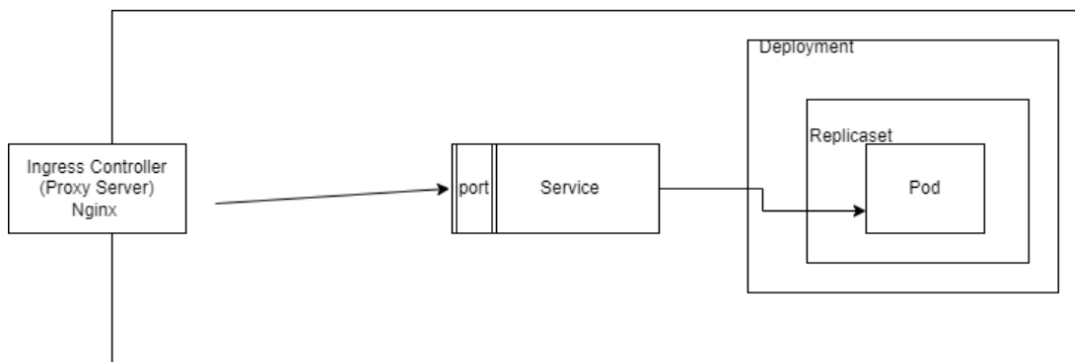 Deployment
Replicaset
Ingress Controller
(Proxy Server)
Nginx
port
Service
Pod